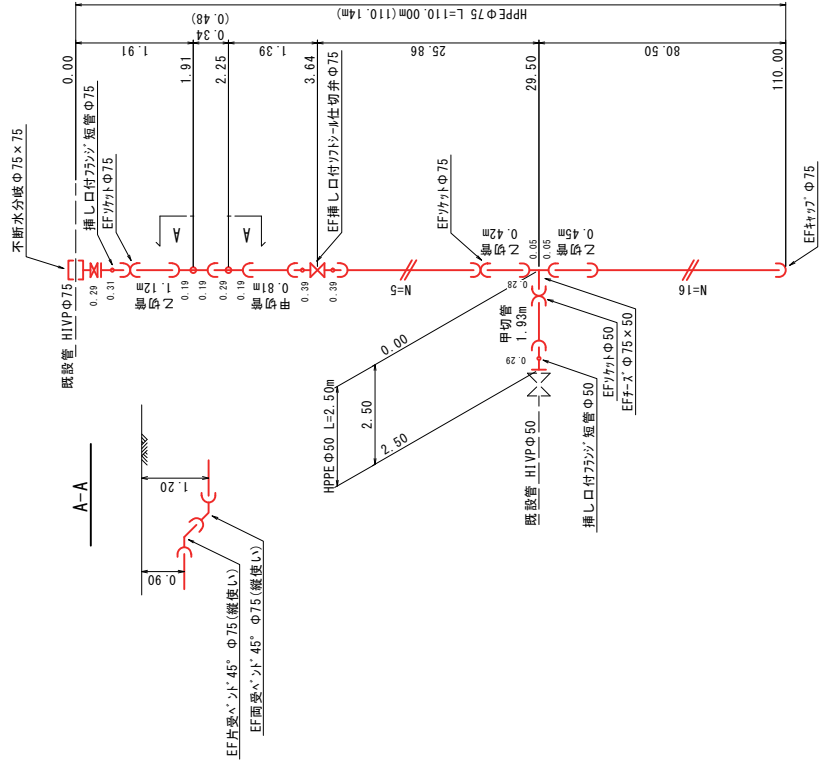 不断水分岐Φ75×75
挿し口付フランジ短管Φ75
EFソケットΦ75
既設管 HIVPΦ75
0.00
1.91
2.25
3.64
29.50
110.00
1.91
0.34
(0.48)
1.39
25.86
80.50
HPPEΦ75 L=110.00m(110.14m)
0.29
0.31
乙切管
1.12m
0.19
0.19
0.29
0.19
甲切管
0.81m
0.39
0.39
A
A
EF挿し口付ソフトシール仕切弁Φ75
N=5
EFソケットΦ75
乙切管
0.42m
0.05
0.05
乙切管
0.45m
N=16
EFキャップΦ75
0.28
甲切管
1.93m
0.29
EFソケットΦ50
EFチーズΦ75×50
挿し口付フランジ短管Φ50
既設管 HIVPΦ50
HPPEΦ50 L=2.50m
0.00
2.50
2.50
A-A
1.20
0.90
EF片受ベンド45° Φ75(縦使い)
EF両受ベンド45° Φ75(縦使い)